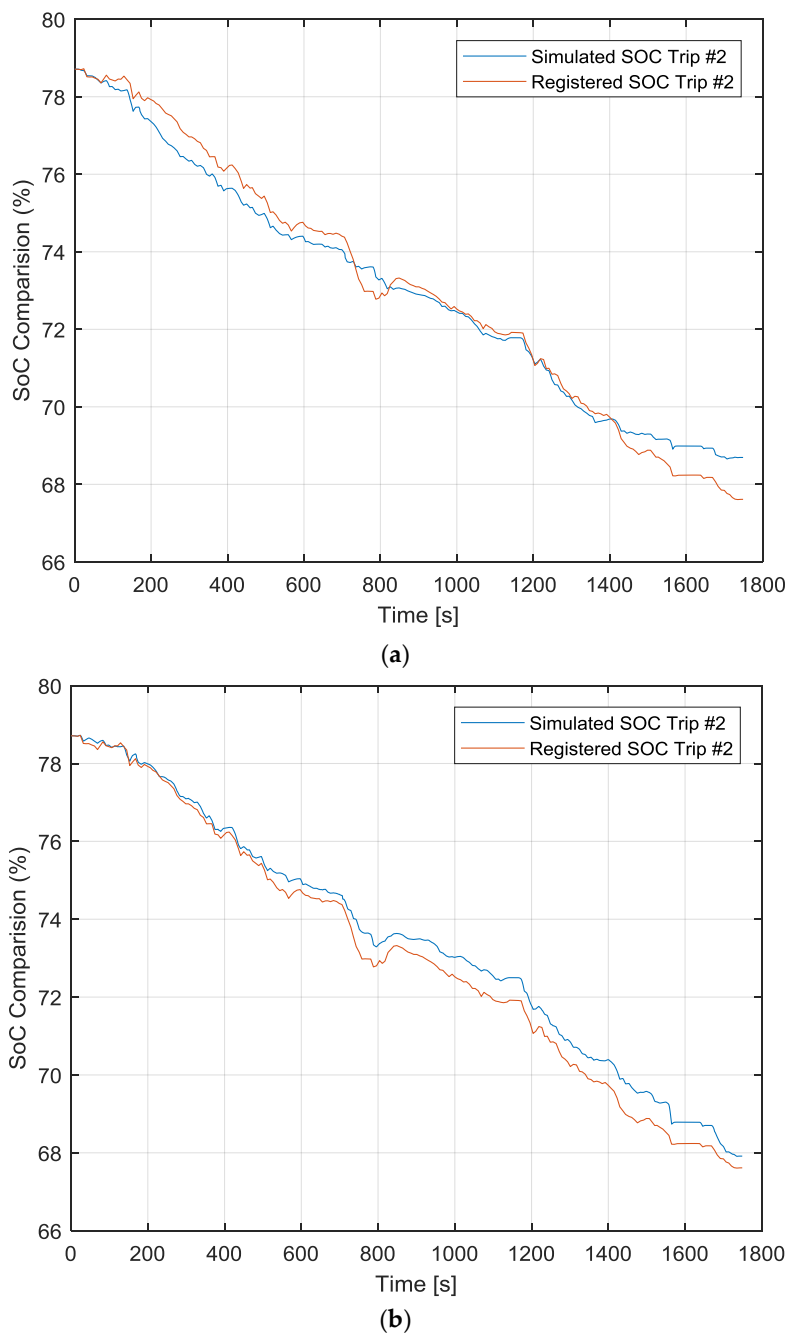 80
78
76
74
72
70
68
66
SoC Comparision (%)
Simulated SOC Trip #2
Registered SOC Trip #2
0 200 400 600 800 1000 1200 1400 1600 1800
Time [s]
(a)
80
78
76
74
72
70
68
66
SoC Comparision (%)
Simulated SOC Trip #2
Registered SOC Trip #2
0 200 400 600 800 1000 1200 1400 1600 1800
Time [s]
(b)